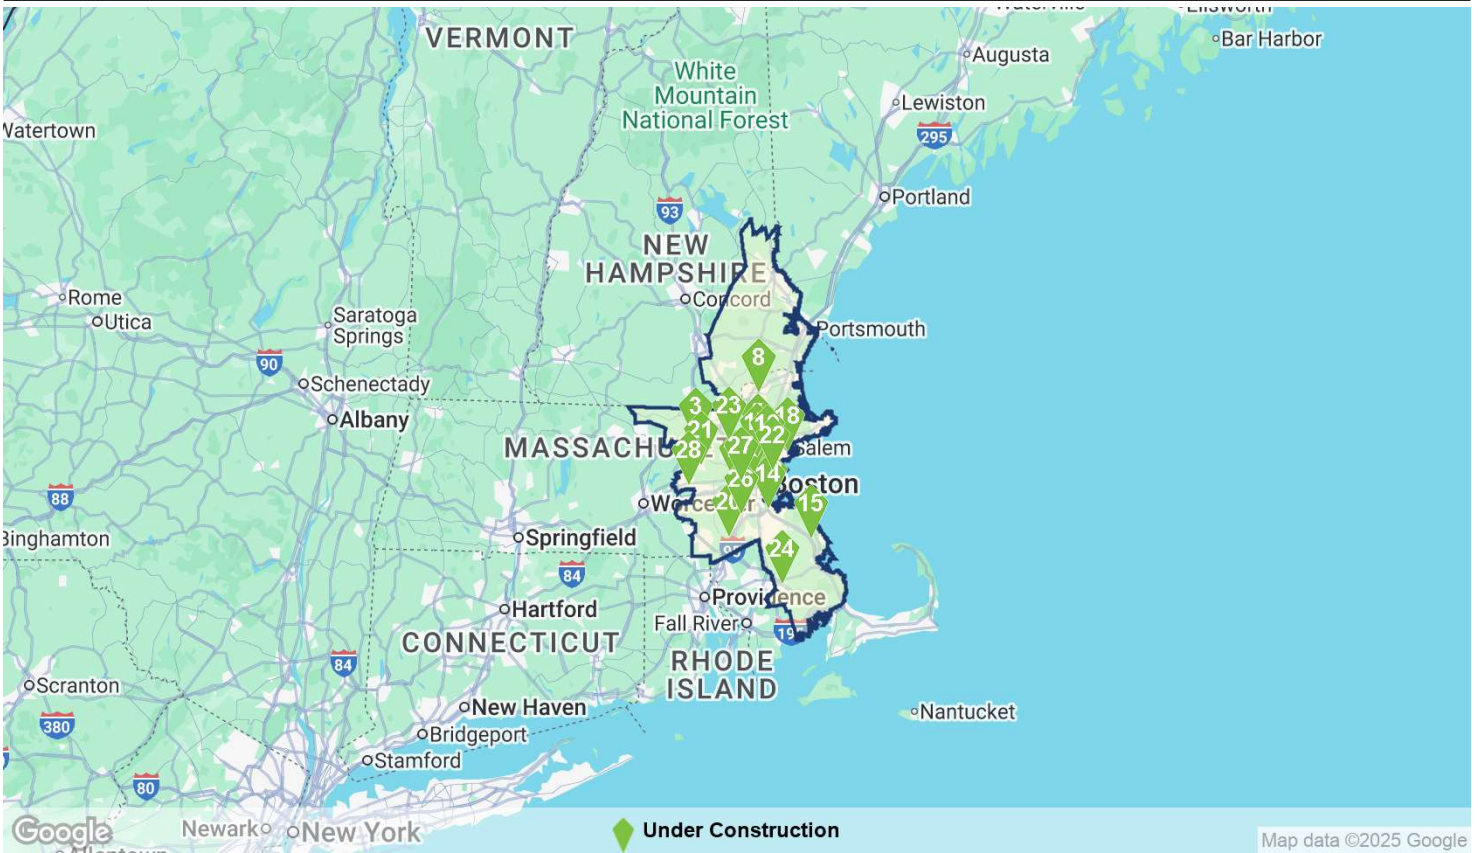 VERMONT
Augusta
Bar Harbor
White
Mountain
National Forest
Lewiston
Watertown
295
Portland
93
NEW
HAMPSHIRE
Concord
Rome
Utica
Saratoga
Springs
Portsmouth
90
8
Schenectady
Albany
3
23
18
21
22
MASSACHU
27
28
Salem
14
26
Boston
88
Worcester
20
15
Binghamton
Springfield
95
24
84
Hartford
Providence
Fall River
CONNECTICUT
84
RHODE
ISLAND
Scranton
New Haven
Nantucket
380
Bridgeport
Stamford
80
Google
Newark
New York
Under Construction
Map data ©2025 Google